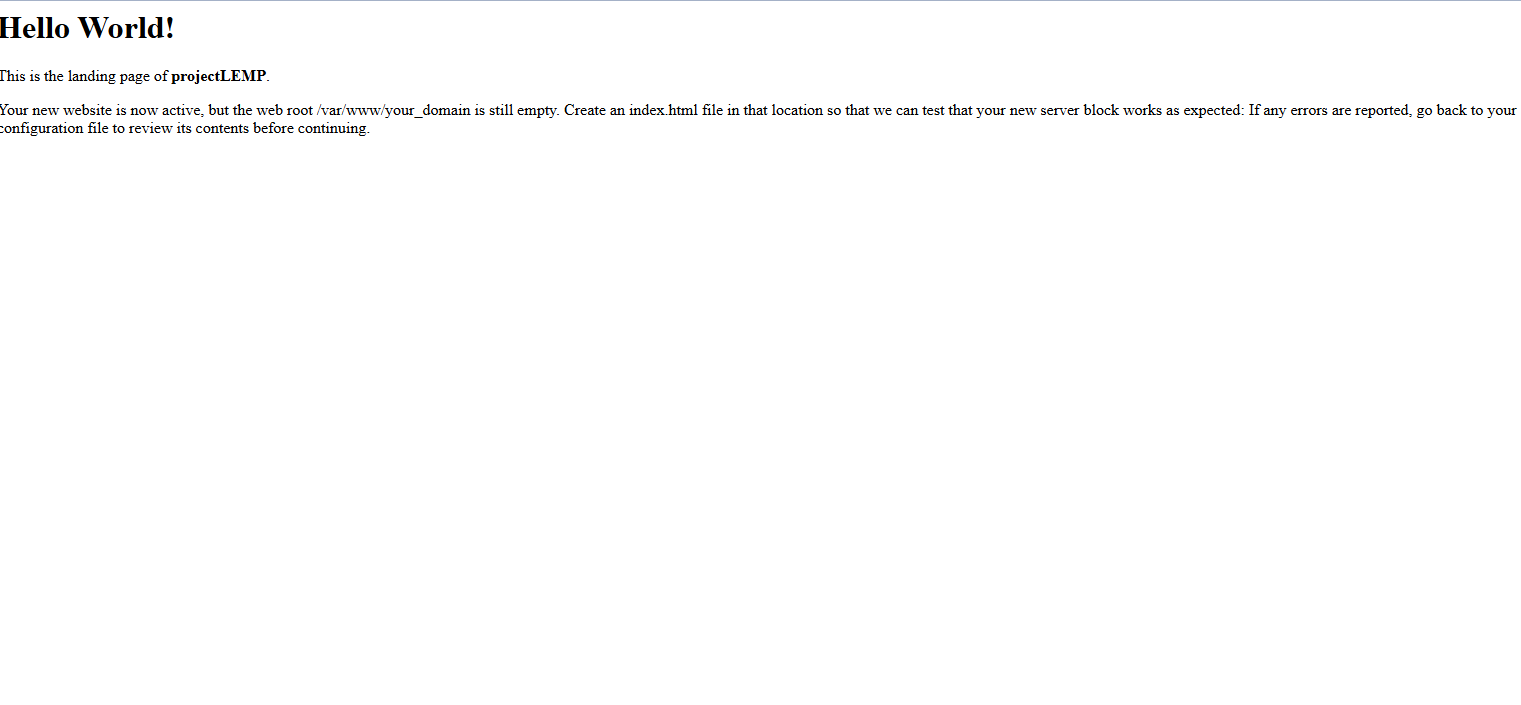 Hello World!
This is the landing page of projectLEMP.
Your new website is now active, but the web root /var/www/your_domain is still empty. Create an index.html file in that location so that we can test that your new server block works as expected: If any errors are reported, go back to your
configuration file to review its contents before continuing.